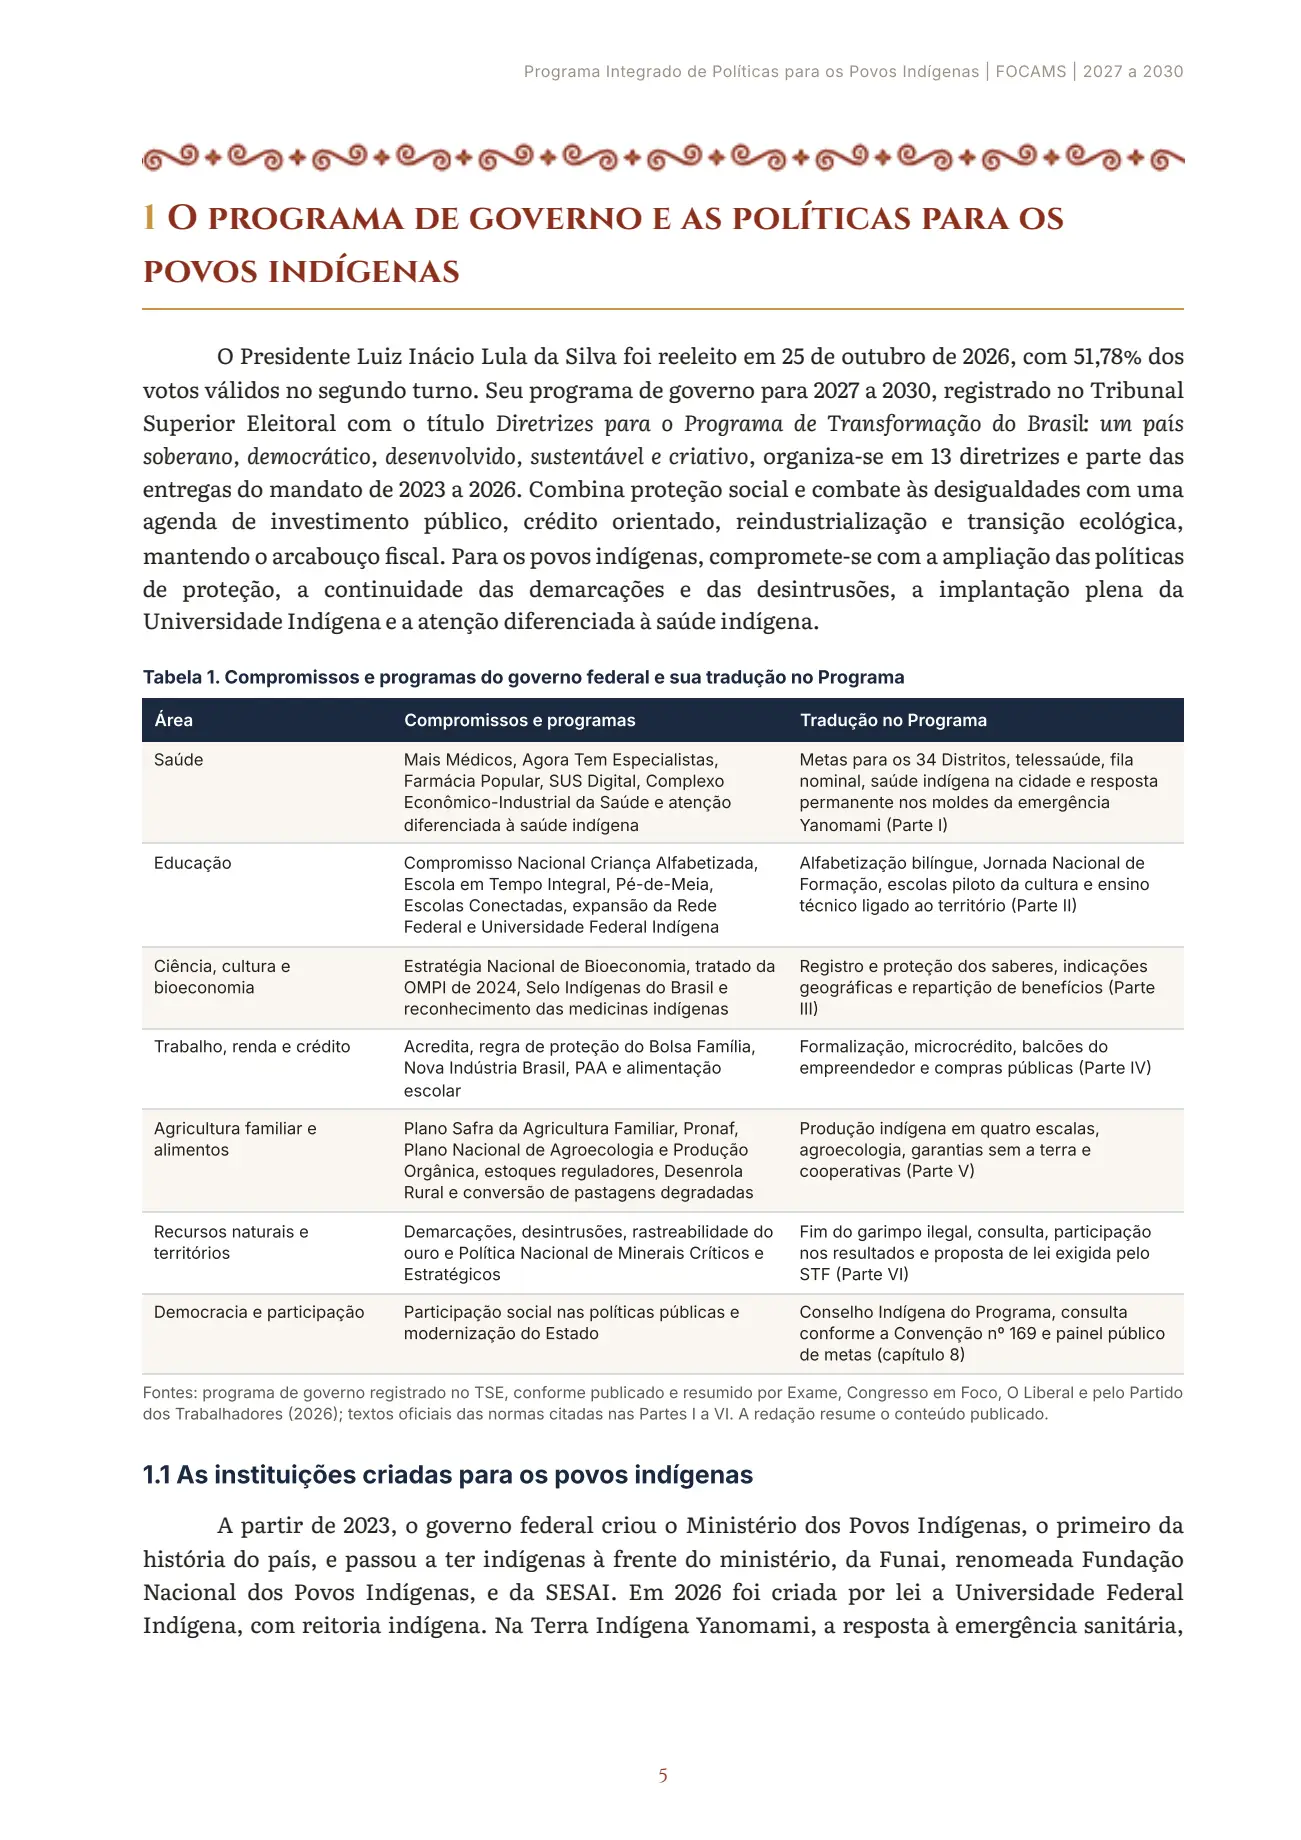 Programa Integrado de Políticas para os Povos Indígenas | FOCAMS | 2027 a 2030
1 O PROGRAMA DE GOVERNO E AS POLÍTICAS PARA OS
POVOS INDÍGENAS
O Presidente Luiz Inácio Lula da Silva foi reeleito em 25 de outubro de 2026, com 51,78% dos
votos válidos no segundo turno. Seu programa de governo para 2027 a 2030, registrado no Tribunal
Superior Eleitoral com o título Diretrizes para o Programa de Transformação do Brasil: um país
soberano, democrático, desenvolvido, sustentável e criativo, organiza-se em 13 diretrizes e parte das
entregas do mandato de 2023 a 2026. Combina proteção social e combate às desigualdades com uma
agenda de investimento público, crédito orientado, reindustrialização e transição ecológica,
mantendo o arcabouço fiscal. Para os povos indígenas, compromete-se com a ampliação das políticas
de proteção, a continuidade das demarcações e das desintrusões, a implantação plena da
Universidade Indígena e a atenção diferenciada à saúde indígena.
Tabela 1. Compromissos e programas do governo federal e sua tradução no Programa
Área Compromissos e programas Tradução no Programa
Saúde Mais Médicos, Agora Tem Especialistas, Metas para os 34 Distritos, telessaúde, fila
Farmácia Popular, SUS Digital, Complexo nominal, saúde indígena na cidade e resposta
Econômico-Industrial da Saúde e atenção permanente nos moldes da emergência
diferenciada à saúde indígena Yanomami (Parte I)
Educação Compromisso Nacional Criança Alfabetizada, Alfabetização bilíngue, Jornada Nacional de
Escola em Tempo Integral, Pé-de-Meia, Formação, escolas piloto da cultura e ensino
Escolas Conectadas, expansão da Rede técnico ligado ao território (Parte II)
Federal e Universidade Federal Indígena
Ciência, cultura e Estratégia Nacional de Bioeconomia, tratado da Registro e proteção dos saberes, indicações
bioeconomia OMPI de 2024, Selo Indígenas do Brasil e geográficas e repartição de benefícios (Parte
reconhecimento das medicinas indígenas III)
Trabalho, renda e crédito Acredita, regra de proteção do Bolsa Família, Formalização, microcrédito, balcões do
Nova Indústria Brasil, PAA e alimentação empreendedor e compras públicas (Parte IV)
escolar
Agricultura familiar e Plano Safra da Agricultura Familiar, Pronaf, Produção indígena em quatro escalas,
alimentos Plano Nacional de Agroecologia e Produção agroecologia, garantias sem a terra e
Orgânica, estoques reguladores, Desenrola cooperativas (Parte V)
Rural e conversão de pastagens degradadas
Recursos naturais e Demarcações, desintrusões, rastreabilidade do Fim do garimpo ilegal, consulta, participação
territórios ouro e Política Nacional de Minerais Críticos e nos resultados e proposta de lei exigida pelo
Estratégicos STF (Parte VI)
Democracia e participação Participação social nas políticas públicas e Conselho Indígena do Programa, consulta
modernização do Estado conforme a Convenção nº 169 e painel público
de metas (capítulo 8)
Fontes: programa de governo registrado no TSE, conforme publicado e resumido por Exame, Congresso em Foco, O Liberal e pelo Partido
dos Trabalhadores (2026); textos oficiais das normas citadas nas Partes I a VI. A redação resume o conteúdo publicado.
1.1 As instituições criadas para os povos indígenas
A partir de 2023, o governo federal criou o Ministério dos Povos Indígenas, o primeiro da
história do país, e passou a ter indígenas à frente do ministério, da Funai, renomeada Fundação
Nacional dos Povos Indígenas, e da SESAI. Em 2026 foi criada por lei a Universidade Federal
Indígena, com reitoria indígena. Na Terra Indígena Yanomami, a resposta à emergência sanitária,
5